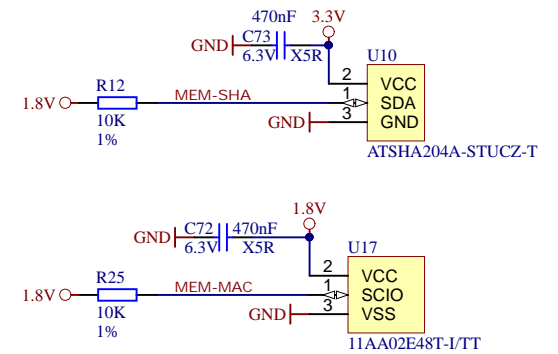 470nF 3.3V
GND C73
6.3V X5R
U10
R12
2 VCC
1.8V MEM-SHA 1 SDA
10K GND 3 GND
1%
ATSHA204A-STUCZ-T
1.8V
GND C72 470nF
6.3V X5R
U17
R25
2 VCC
1.8V MEM-MAC 1 SCIO
10K GND 3 VSS
1%
11AA02E48T-I/TT